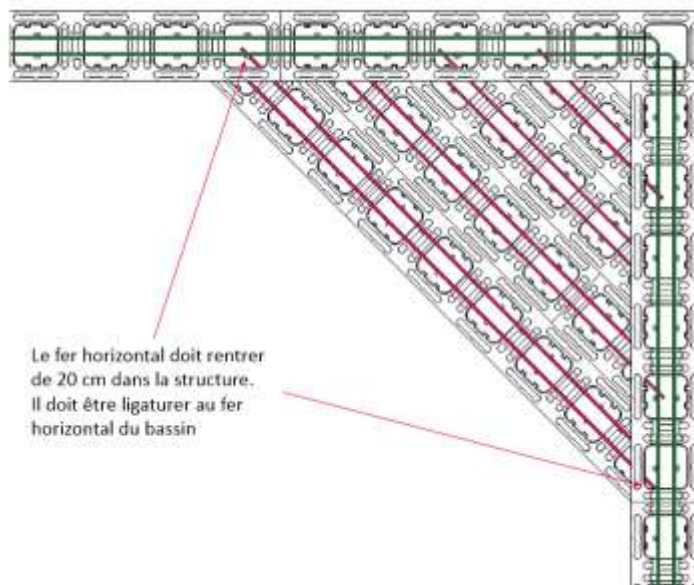 Le fer horizontal doit rentrer
de 20 cm dans la structure.
Il doit être ligaturer au fer
horizontal du bassin